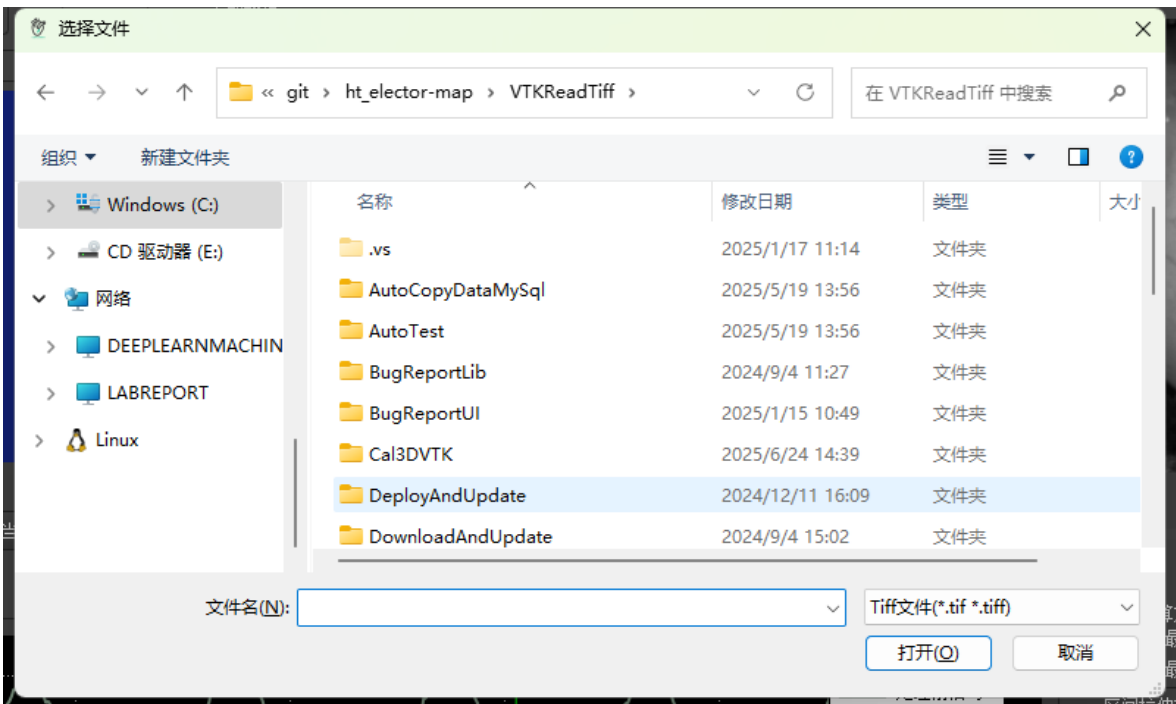 选择文件
« git › ht_elector-map › VTKReadTiff ›
在 VTKReadTiff 中搜索
组织 新建文件夹
Windows (C:)
CD 驱动器 (E:)
网络
DEEPLEARNMACHIN
LABREPORT
Linux
名称 修改日期 类型 大小
.vs 2025/1/17 11:14 文件夹
AutoCopyDataMySql 2025/5/19 13:56 文件夹
AutoTest 2025/5/19 13:56 文件夹
BugReportLib 2024/9/4 11:27 文件夹
BugReportUI 2025/1/15 10:49 文件夹
Cal3DVTK 2025/6/24 14:39 文件夹
DeployAndUpdate 2024/12/11 16:09 文件夹
DownloadAndUpdate 2024/9/4 15:02 文件夹
文件名(N):
Tiff文件(*.tif *.tiff)
打开(O) 取消